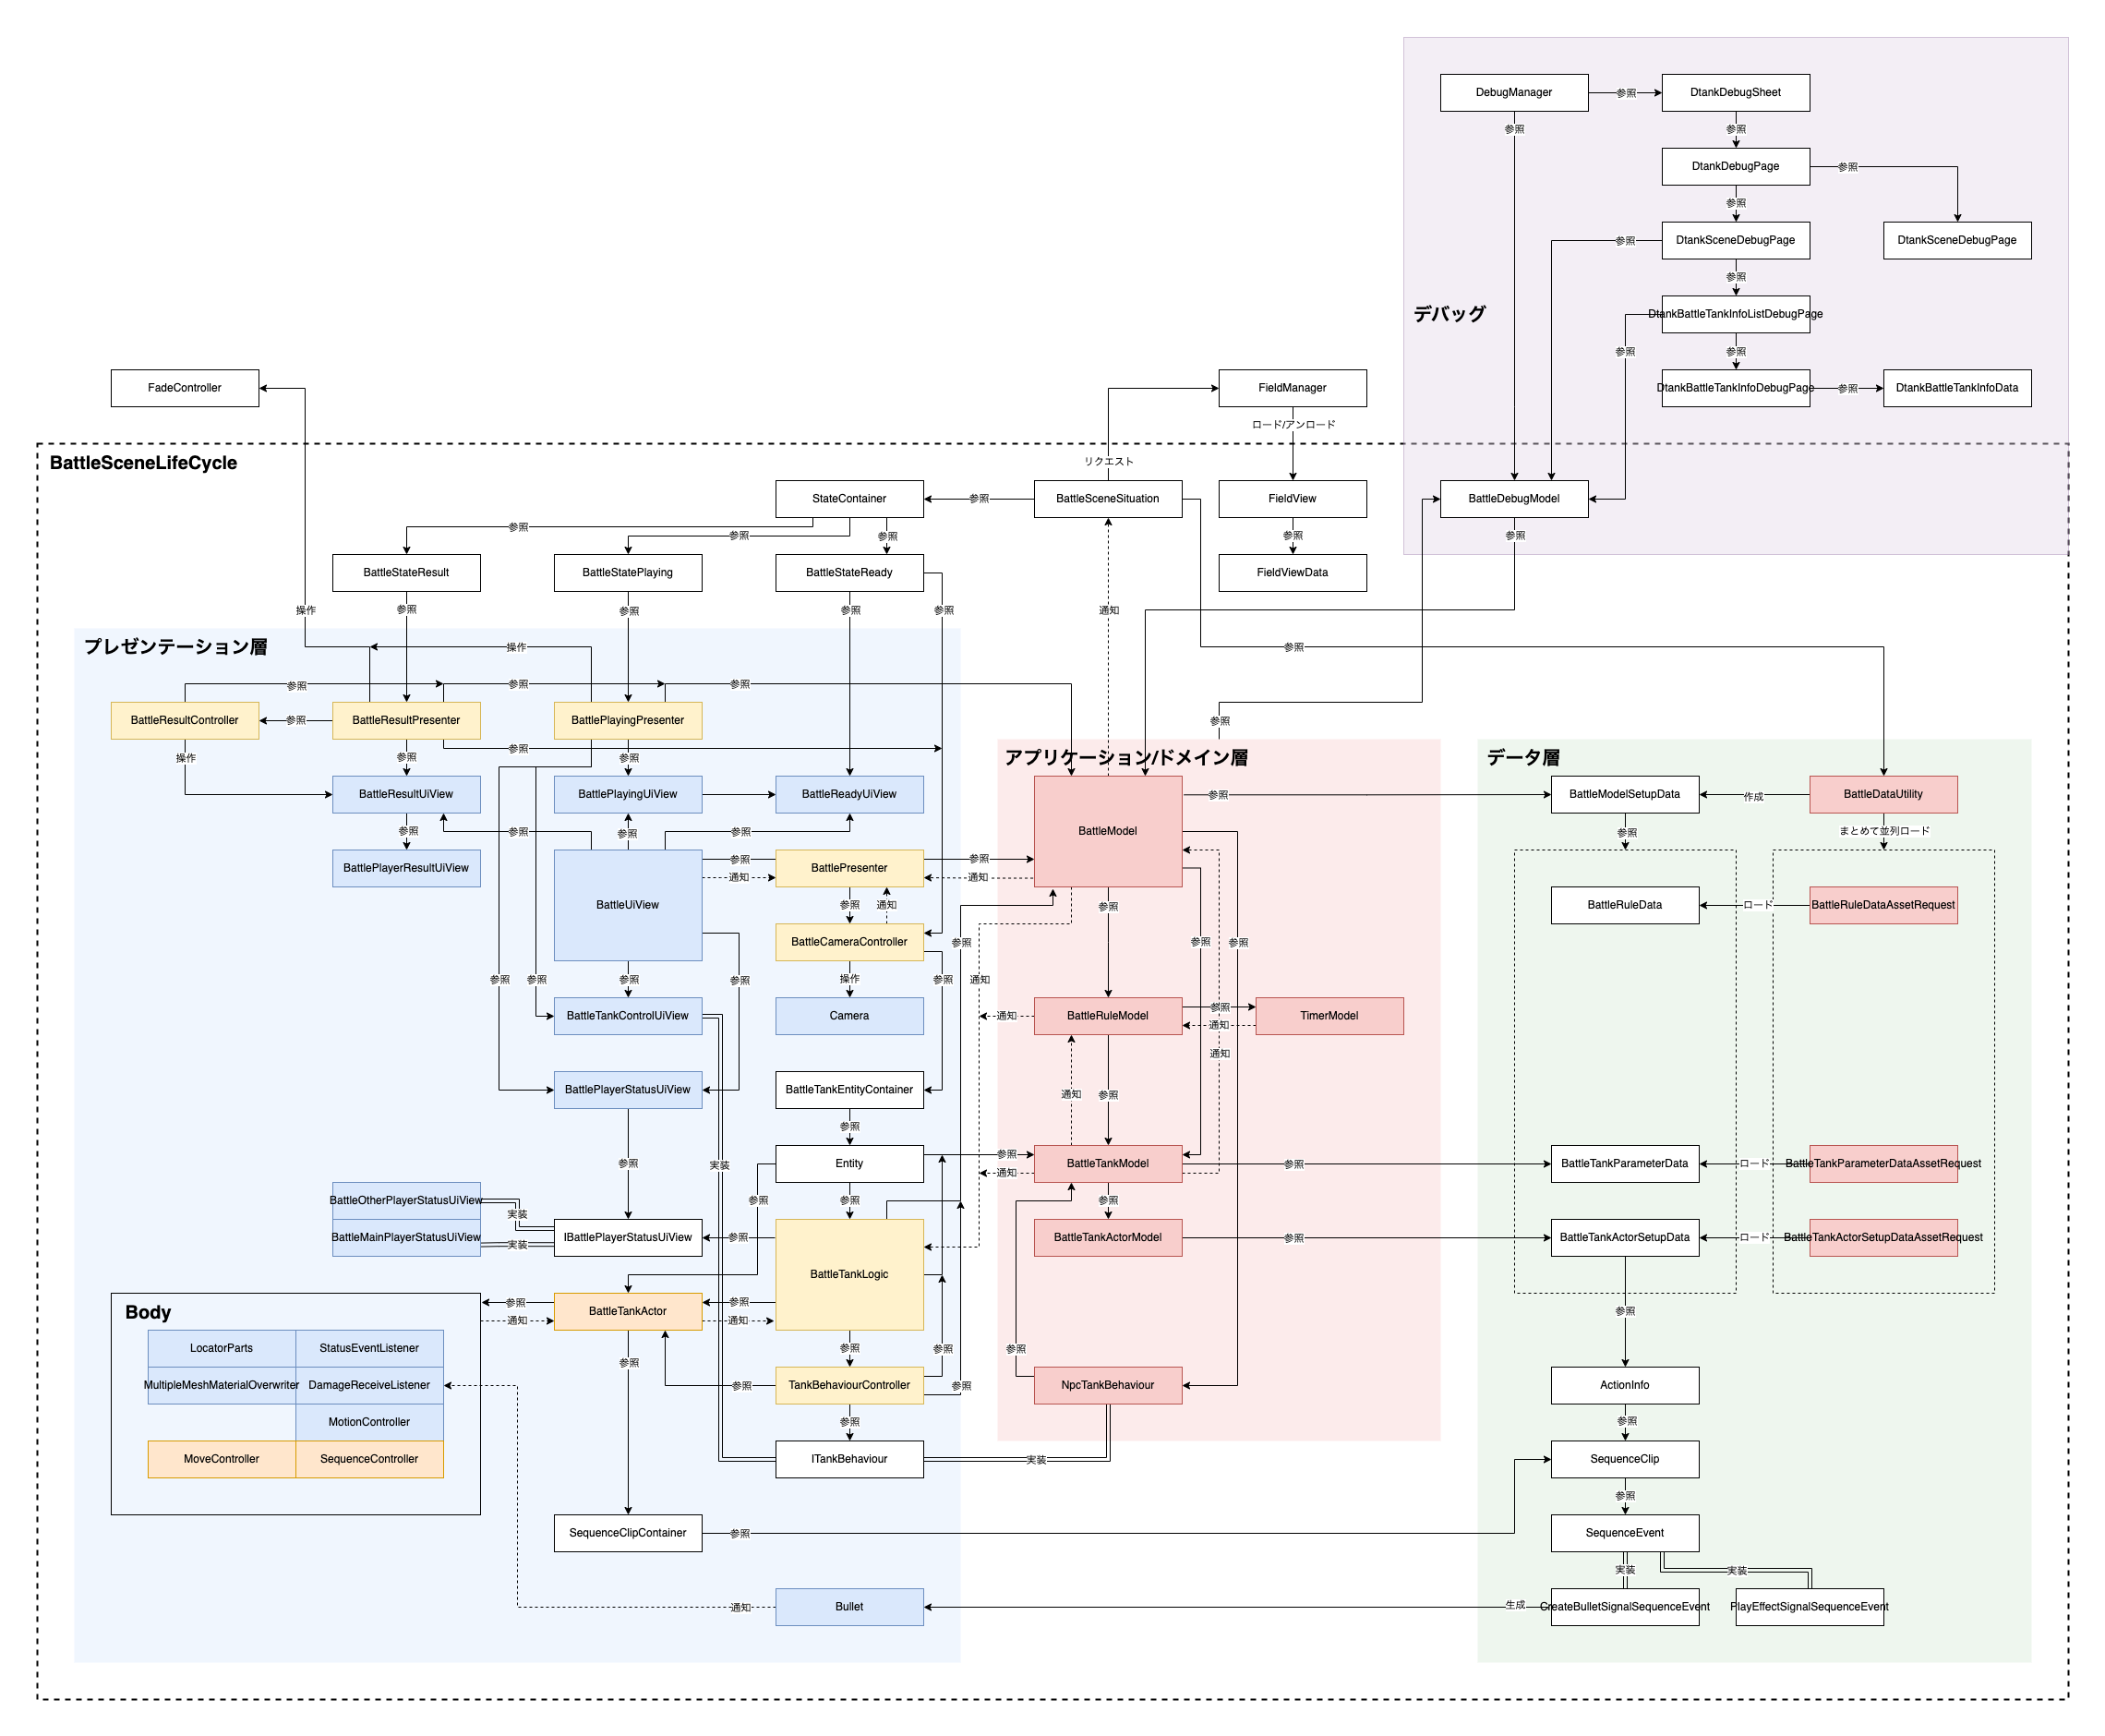 DebugManager
参照
DtankDebugSheet
参照
参照
DtankDebugPage
参照
参照
参照
DtankSceneDebugPage
DtankSceneDebugPage
参照
デバッグ
DtankBattleTankInfoListDebugPage
参照
参照
FadeController
FieldManager
DtankBattleTankInfoDebugPage
参照
DtankBattleTankInfoData
ロード/アンロード
BattleSceneLifeCycle
リクエスト
StateContainer
参照
BattleSceneSituation
FieldView
BattleDebugModel
参照
参照
参照
参照
参照
BattleStateResult
BattleStatePlaying
BattleStateReady
FieldViewData
操作
参照
参照
参照
参照
通知
プレゼンテーション層
操作
参照
参照
参照
参照
BattleResultController
参照
BattleResultPresenter
BattlePlayingPresenter
参照
参照
操作
参照
参照
アプリケーション/ドメイン層
データ層
BattleResultUiView
BattlePlayingUiView
BattleReadyUiView
参照
BattleModelSetupData
作成
BattleDataUtility
参照
参照
参照
参照
BattleModel
参照
まとめて並列ロード
BattlePlayerResultUiView
参照
通知
BattlePresenter
参照
通知
BattleUiView
参照
通知
参照
BattleRuleData
ロード
BattleRuleDataAssetRequest
BattleCameraController
参照
参照
参照
参照
参照
参照
参照
操作
参照
通知
BattleTankControlUiView
Camera
通知
BattleRuleModel
参照
通知
TimerModel
通知
BattlePlayerStatusUiView
BattleTankEntityContainer
通知
参照
参照
参照
実装
Entity
参照
通知
BattleTankModel
参照
BattleTankParameterData
ロード
BattleTankParameterDataAssetRequest
BattleOtherPlayerStatusUiView
実装
参照
参照
参照
BattleMainPlayerStatusUiView
実装
IBattlePlayerStatusUiView
参照
BattleTankActorModel
参照
BattleTankActorSetupData
ロード
BattleTankActorSetupDataAssetRequest
BattleTankLogic
Body
参照
通知
BattleTankActor
参照
通知
参照
LocatorParts
StatusEventListener
参照
参照
参照
参照
MultipleMeshMaterialOverwriter
DamageReceiveListener
参照
TankBehaviourController
参照
NpcTankBehaviour
ActionInfo
MotionController
参照
参照
MoveController
SequenceController
ITankBehaviour
実装
SequenceClip
参照
SequenceClipContainer
参照
SequenceEvent
実装
実装
通知
Bullet
生成
CreateBulletSignalSequenceEvent
PlayEffectSignalSequenceEvent